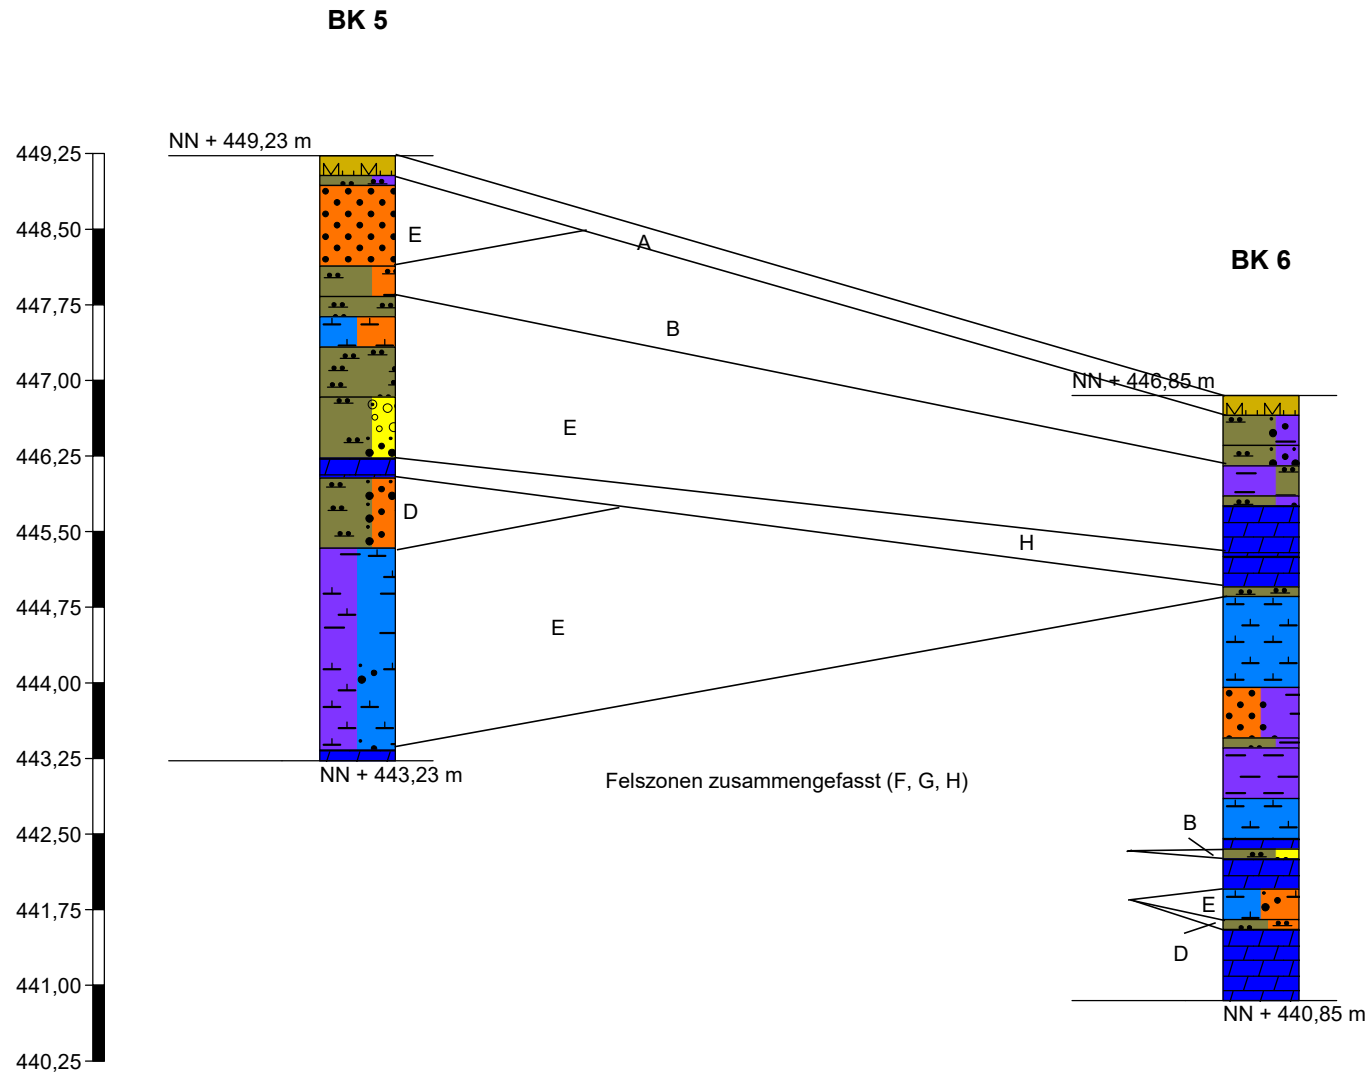 BK 5
NN + 449,23 m
449,25
448,50
E
A
BK 6
447,75
B
447,00
NN + 446,85 m
E
446,25
D
445,50
H
444,75
E
444,00
443,25
NN + 443,23 m
Felszonen zusammengefasst (F, G, H)
442,50
B
441,75
E
D
441,00
NN + 440,85 m
440,25